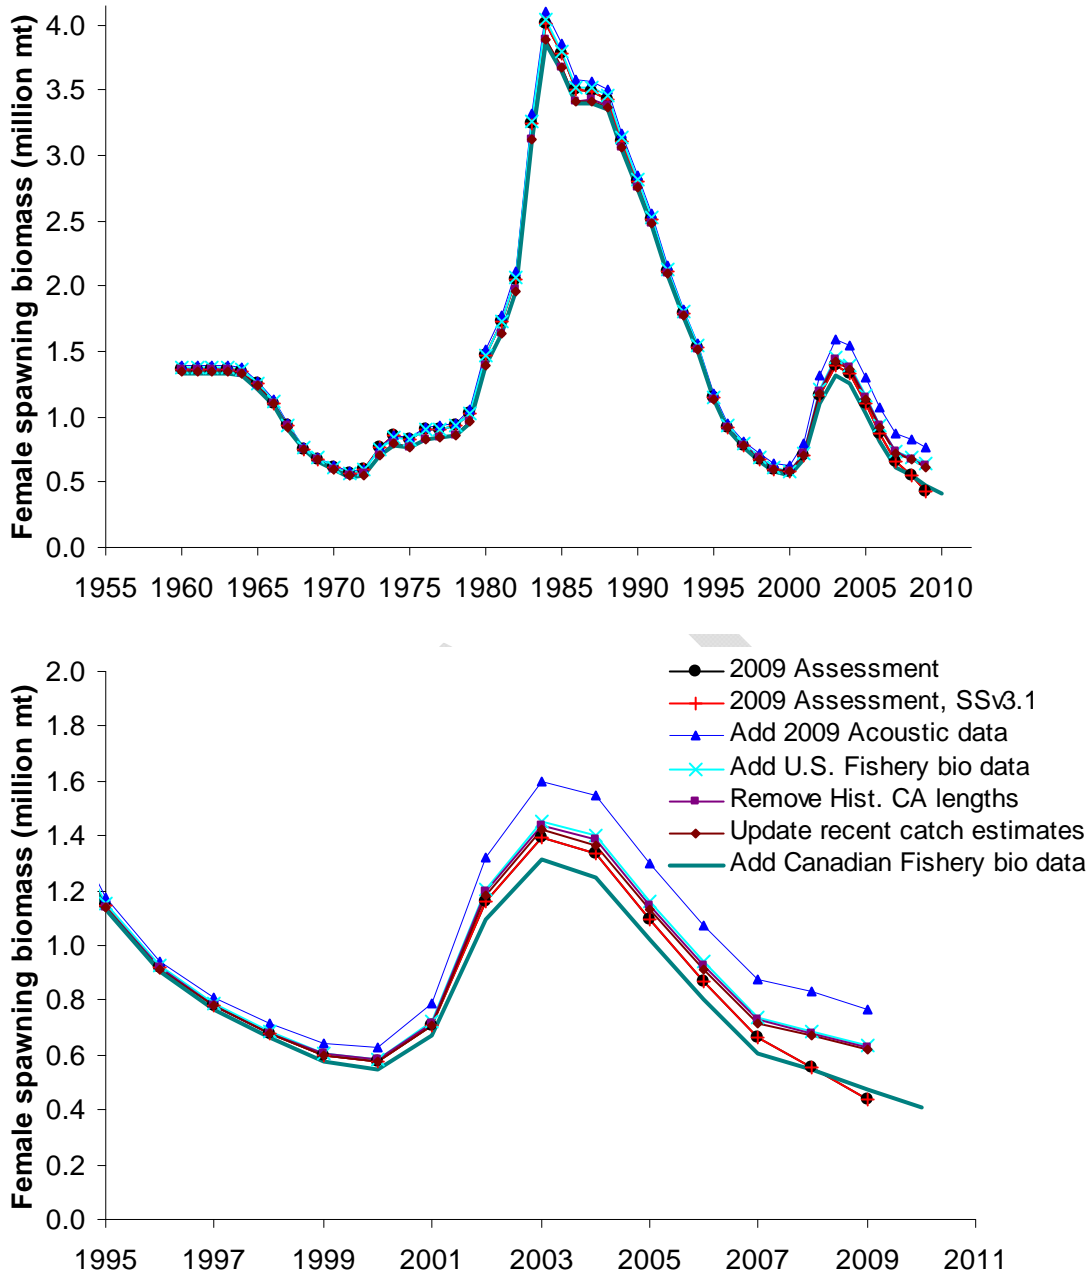 Female spawning biomass (million mt)
4.0
3.5
3.0
2.5
2.0
1.5
1.0
0.5
0.0
1955 1960 1965 1970 1975 1980 1985 1990 1995 2000 2005 2010
Female spawning biomass (million mt)
2.0
1.8
1.6
1.4
1.2
1.0
0.8
0.6
0.4
0.2
0.0
1995 1997 1999 2001 2003 2005 2007 2009 2011
2009 Assessment
2009 Assessment, SSv3.1
Add 2009 Acoustic data
Add U.S. Fishery bio data
Remove Hist. CA lengths
Update recent catch estimates
Add Canadian Fishery bio data